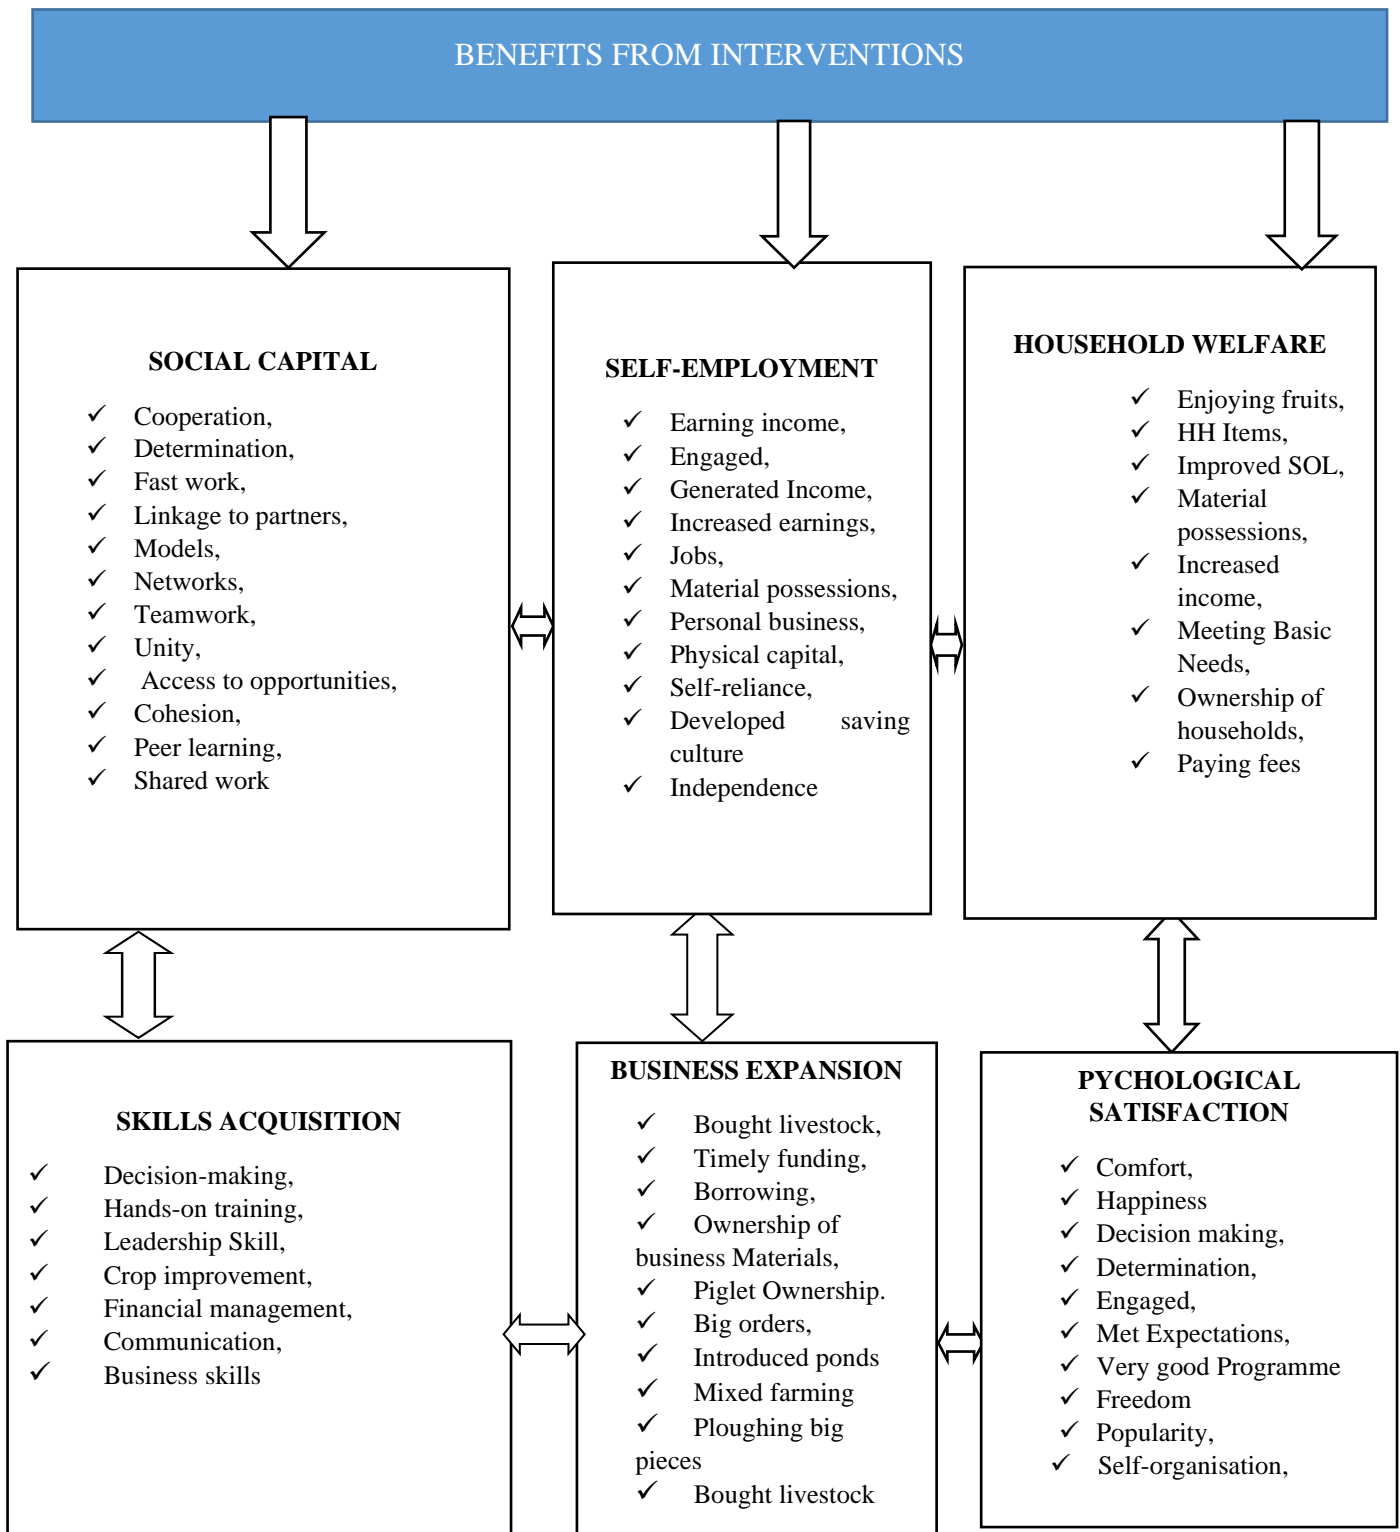 BENEFITS FROM INTERVENTIONS
SOCIAL CAPITAL
✓ Cooperation,
✓ Determination,
✓ Fast work,
✓ Linkage to partners,
✓ Models,
✓ Networks,
✓ Teamwork,
✓ Unity,
✓ Access to opportunities,
✓ Cohesion,
✓ Peer learning,
✓ Shared work
SELF-EMPLOYMENT
✓ Earning income,
✓ Engaged,
✓ Generated Income,
✓ Increased earnings,
✓ Jobs,
✓ Material possessions,
✓ Personal business,
✓ Physical capital,
✓ Self-reliance,
✓ Developed saving
culture
✓ Independence
HOUSEHOLD WELFARE
✓ Enjoying fruits,
✓ HH Items,
✓ Improved SOL,
✓ Material
possessions,
✓ Increased
income,
✓ Meeting Basic
Needs,
✓ Ownership of
households,
✓ Paying fees
SKILLS ACQUISITION
✓ Decision-making,
✓ Hands-on training,
✓ Leadership Skill,
✓ Crop improvement,
✓ Financial management,
✓ Communication,
✓ Business skills
BUSINESS EXPANSION
✓ Bought livestock,
✓ Timely funding,
✓ Borrowing,
✓ Ownership of
business Materials,
✓ Piglet Ownership.
✓ Big orders,
✓ Introduced ponds
✓ Mixed farming
✓ Ploughing big
pieces
✓ Bought livestock
PYCHOLOGICAL
SATISFACTION
✓ Comfort,
✓ Happiness
✓ Decision making,
✓ Determination,
✓ Engaged,
✓ Met Expectations,
✓ Very good Programme
✓ Freedom
✓ Popularity,
✓ Self-organisation,